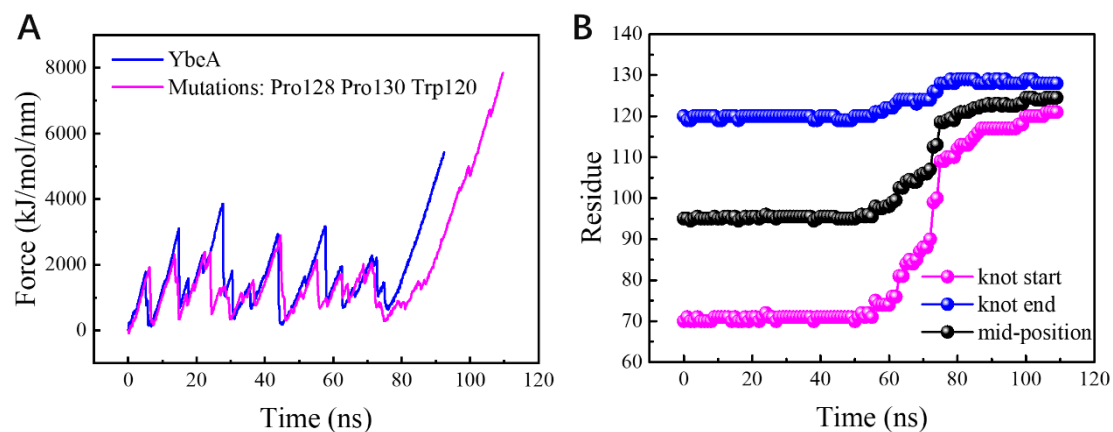 A
YbcA
Mutations: Pro128 Pro130 Trp120
Force (kJ/mol/nm)
8000
6000
4000
2000
0
0 20 40 60 80 100 120
Time (ns)
B
Residue
130
120
110
100
90
80
70
60
knot start
knot end
mid-position
0 20 40 60 80 100 120
Time (ns)